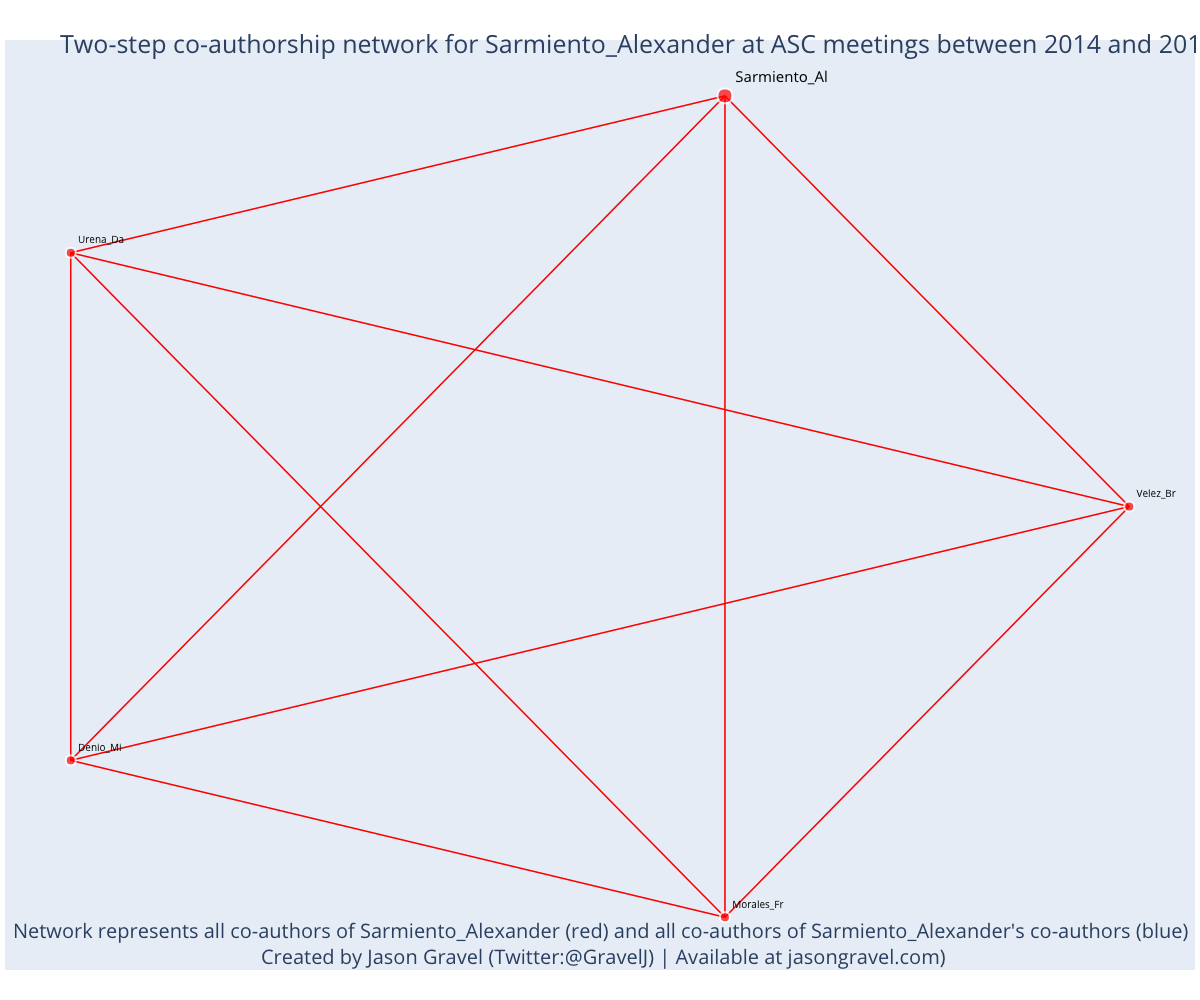 Two-step co-authorship network for Sarmiento_Alexander at ASC meetings between 2014 and 201
Sarmiento_Al
Urena_Da
Velez_Br
Denio_Mi
Morales_Fr
Network represents all co-authors of Sarmiento_Alexander (red) and all co-authors of Sarmiento_Alexander's co-authors (blue)
Created by Jason Gravel (Twitter:@GravelJ) | Available at jasongravel.com)